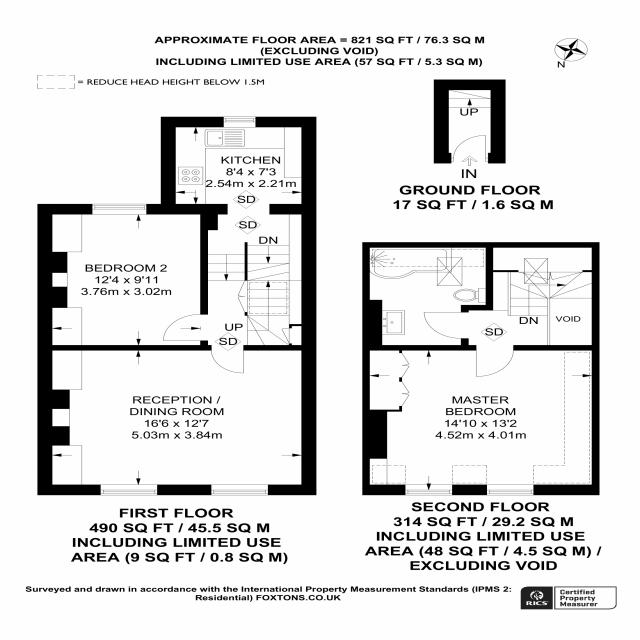 APPROXIMATE FLOOR AREA = 821 SQ FT / 76.3 SQ M
(EXCLUDING VOID)
INCLUDING LIMITED USE AREA (57 SQ FT / 5.3 SQ M)
= REDUCE HEAD HEIGHT BELOW 1.5M
N
UP
IN
GROUND FLOOR
17 SQ FT / 1.6 SQ M
KITCHEN
8'4 x 7'3
2.54m x 2.21m
SD
SD
DN
BEDROOM 2
12'4 x 9'11
3.76m x 3.02m
UP
SD
RECEPTION /
DINING ROOM
16'6 x 12'7
5.03m x 3.84m
FIRST FLOOR
490 SQ FT / 45.5 SQ M
INCLUDING LIMITED USE
AREA (9 SQ FT / 0.8 SQ M)
SD
DN
VOID
MASTER
BEDROOM
14'10 x 13'2
4.52m x 4.01m
SECOND FLOOR
314 SQ FT / 29.2 SQ M
INCLUDING LIMITED USE
AREA (48 SQ FT / 4.5 SQ M) /
EXCLUDING VOID
Surveyed and drawn in accordance with the International Property Measurement Standards (IPMS 2:
Residential) FOXTONS.CO.UK
RICS
Certified
Property
Measurer